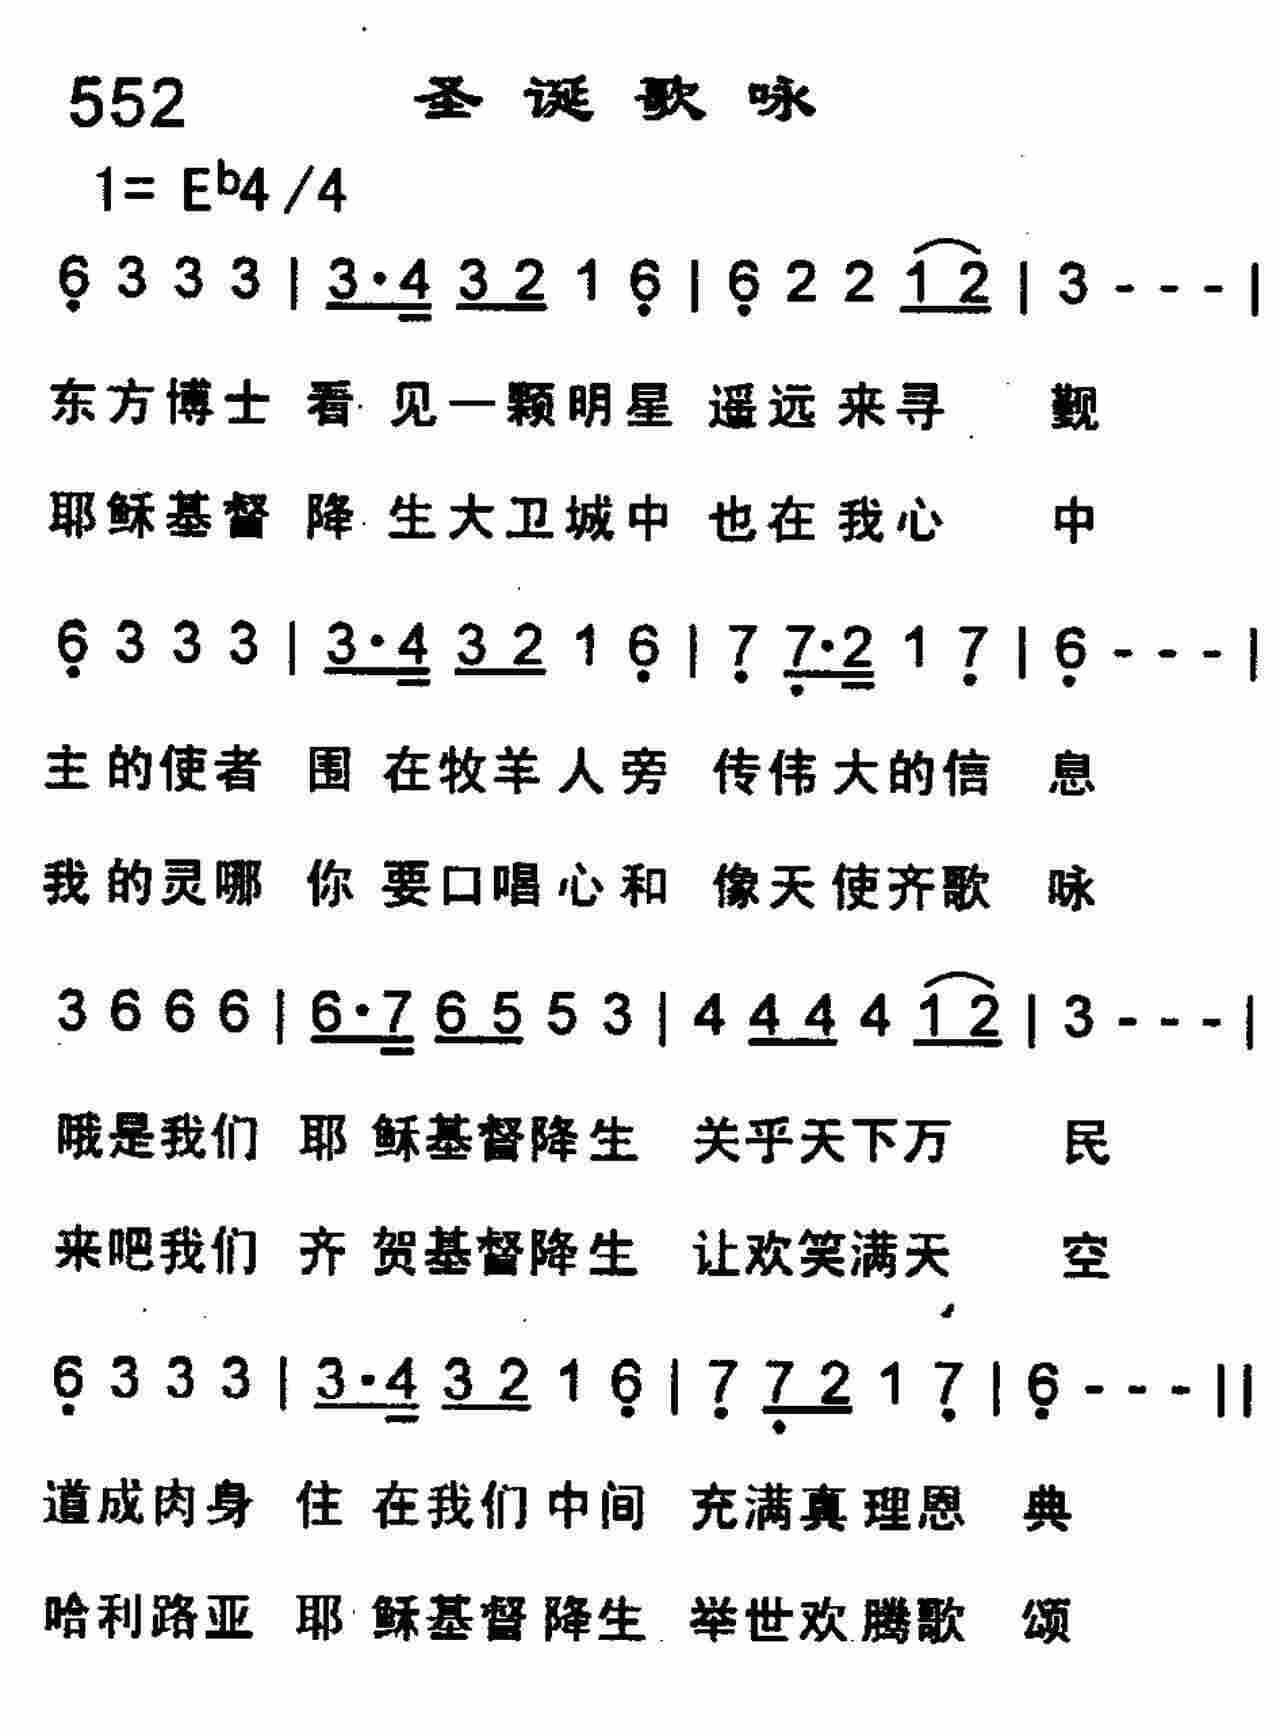 552 圣诞歌咏
1= E♭4/4
6̣ 3 3 3 | 3·4 3 2 1 6̣ | 6̣ 2 2 1 2 | 3 - - - |
东方博士 看 见一颗明星 遥远来寻 觐
耶稣基督 降 生大卫城中 也在我心 中
6̣ 3 3 3 | 3·4 3 2 1 6̣ | 7̣ 7̣·2 1 7̣ | 6̣ - - - |
主的使者 围 在牧羊人旁 传伟大的信 息
我的灵哪 你 要口唱心和 像天使齐歌 咏
3 6 6 6 | 6·7 6 5 5 3 | 4 4 4 4 1 2 | 3 - - - |
哦是我们 耶 稣基督降生 关乎天下万 民
来吧我们 齐 贺基督降生 让欢笑满天 空
6̣ 3 3 3 | 3·4 3 2 1 6̣ | 7̣ 7̣ 2 1 7̣ | 6̣ - - - ||
道成肉身 住 在我们中间 充满真理恩 典
哈利路亚 耶 稣基督降生 举世欢腾歌 颂